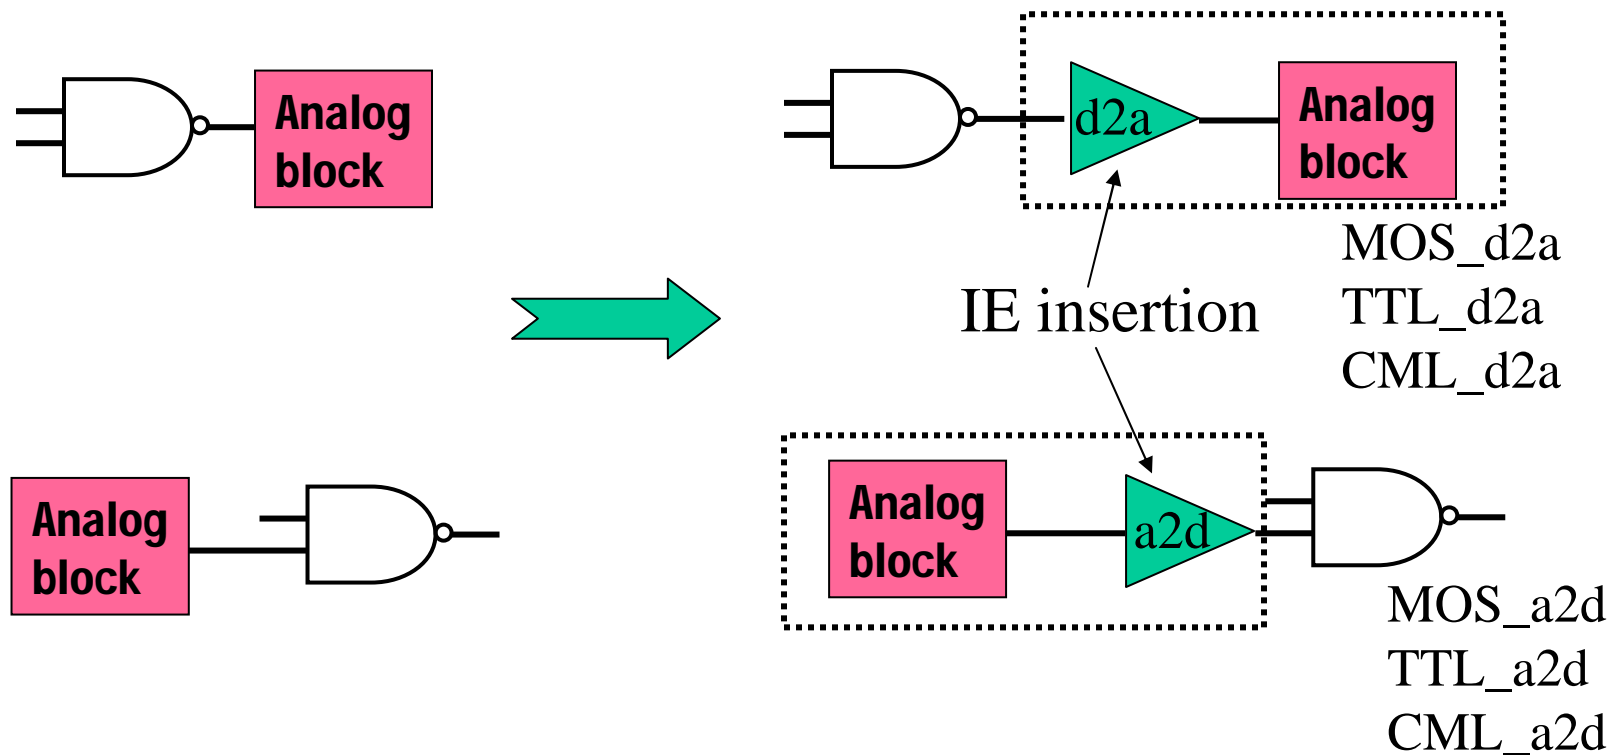 Analog
block
d2a
Analog
block
MOS_d2a
TTL_d2a
CML_d2a
IE insertion
Analog
block
Analog
block
a2d
MOS_a2d
TTL_a2d
CML_a2d